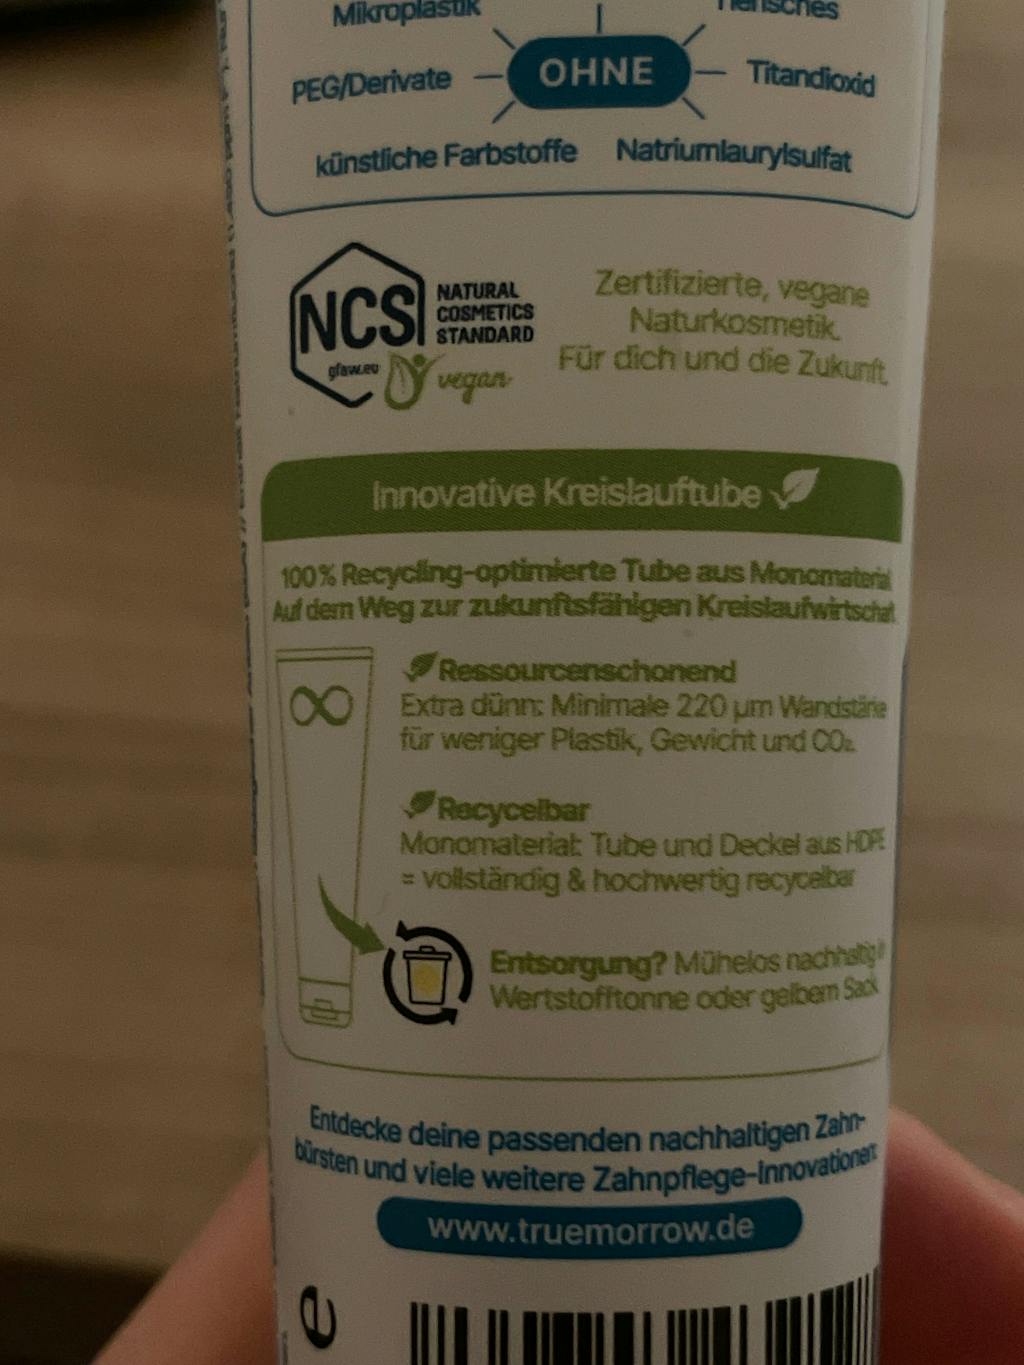 Mikroplastik
Tierisches
PEG/Derivate
OHNE
Titandioxid
künstliche Farbstoffe
Natriumlaurylsulfat
NCS
NATURAL
COSMETICS
STANDARD
gfaw.eu
vegan
Zertifizierte, vegane
Naturkosmetik.
Für dich und die Zukunft.
Innovative Kreislauftube
100% Recycling-optimierte Tube aus Monomaterial
Auf dem Weg zur zukunftsfähigen Kreislaufwirtschaft
Ressourcenschonend
Extra dünn: Minimale 220 µm Wandstärke
für weniger Plastik, Gewicht und CO₂.
Recycelbar
Monomaterial: Tube und Deckel aus HDPE
= vollständig & hochwertig recycelbar
Entsorgung? Mühelos nachhaltig in
Wertstofftonne oder gelbem Sack
Entdecke deine passenden nachhaltigen Zahn-
bürsten und viele weitere Zahnpflege-Innovationen:
www.truemorrow.de
e